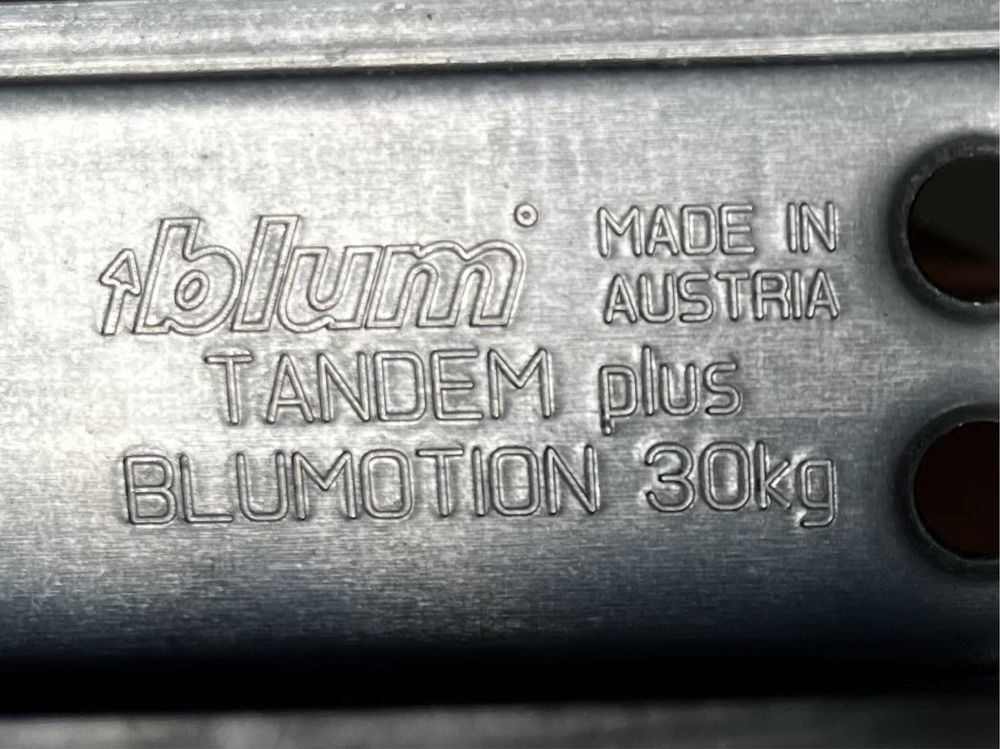 blum® MADE IN
AUSTRIA
TANDEM plus
BLUMOTION 30kg